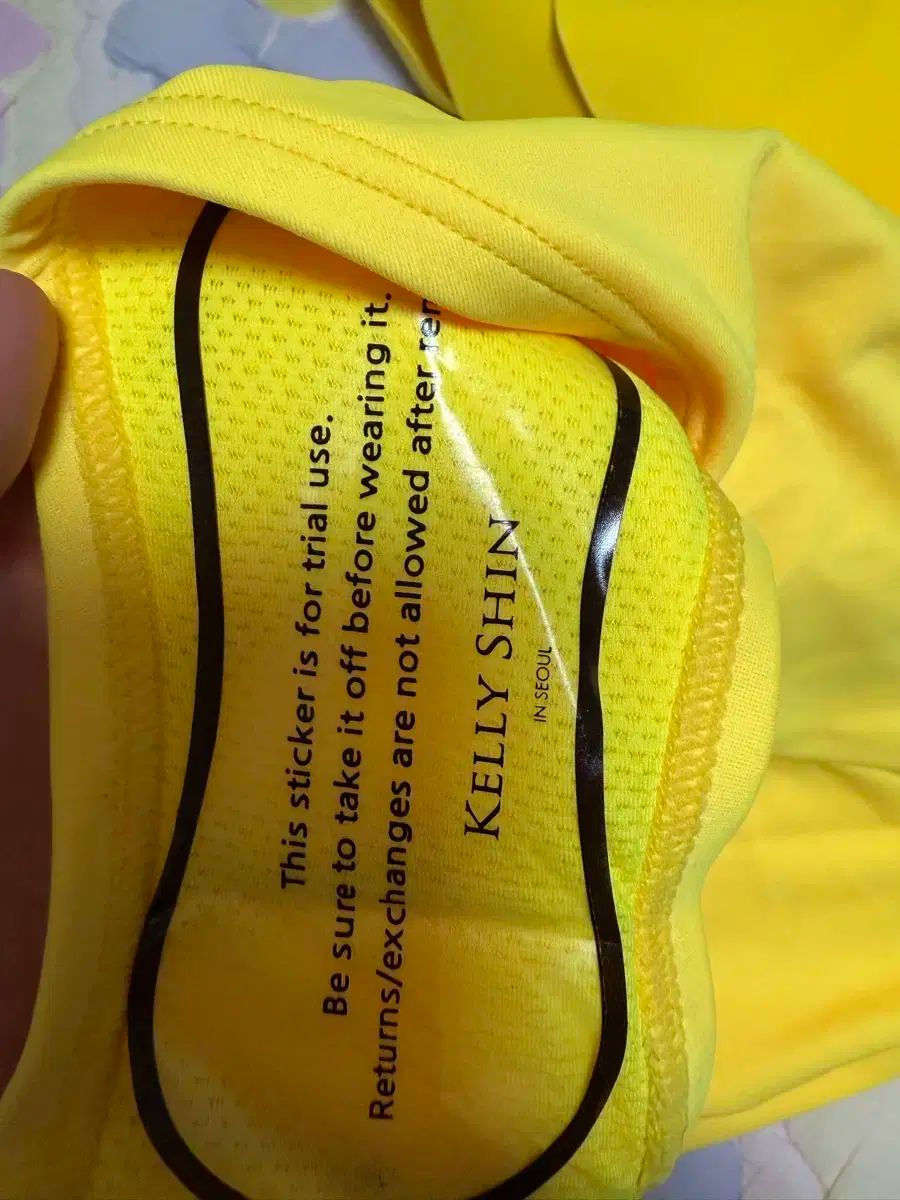 This sticker is for trial use.
Be sure to take it off before wearing it.
Returns/exchanges are not allowed after
KELLY SHIN
IN SEOUL